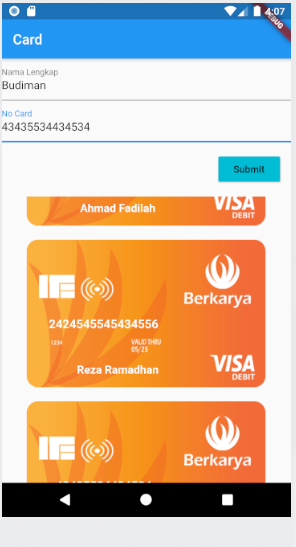 4:07
DEBUG
Card
Nama Lengkap
Budiman
No Card
43435534434534
Submit
Ahmad Fadilah
VISA
DEBIT
Berkarya
2424545545434556
1234
VALID THRU
05/25
Reza Ramadhan
VISA
DEBIT
Berkarya